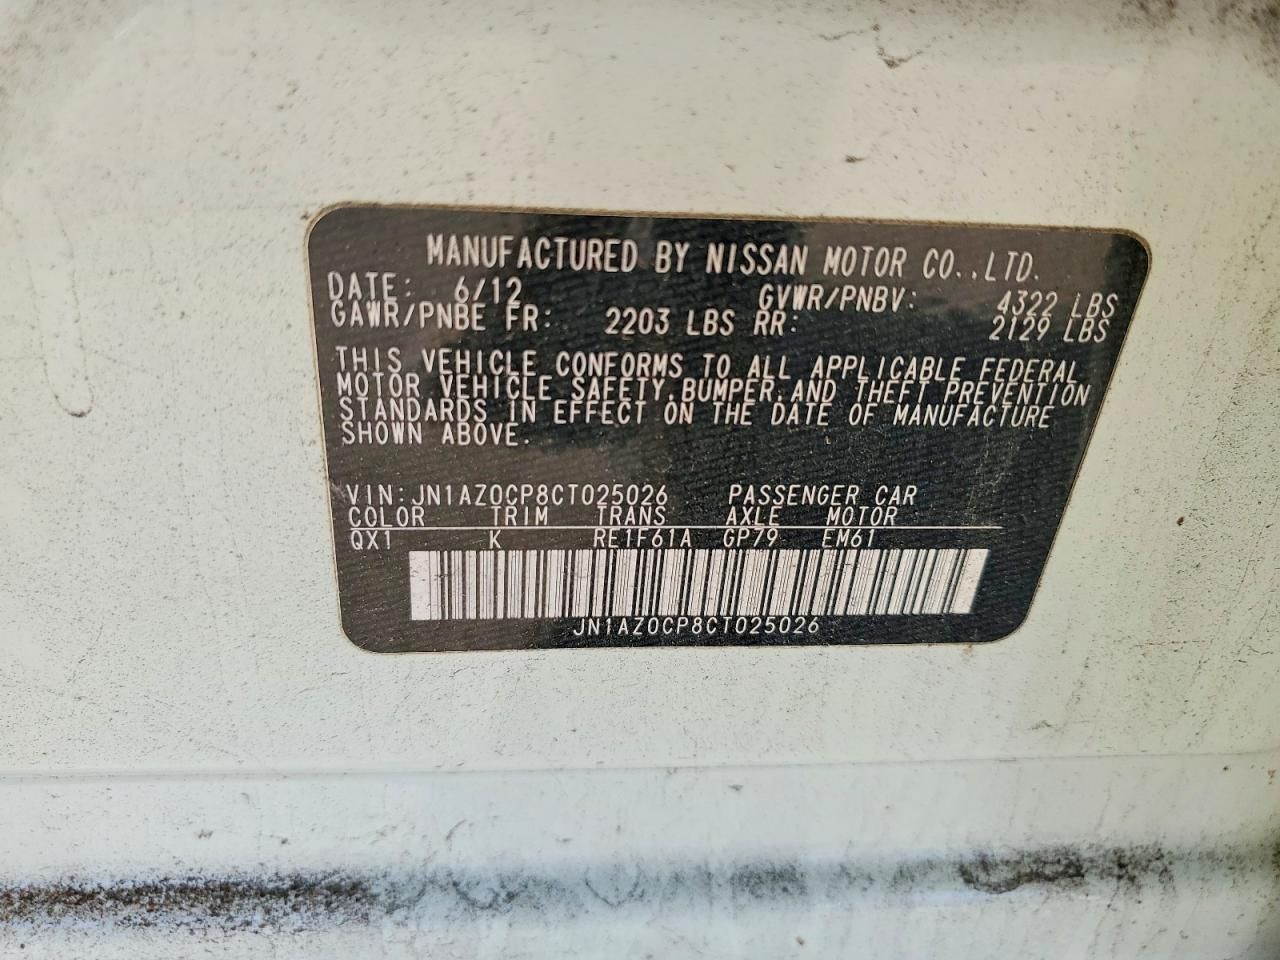 MANUFACTURED BY NISSAN MOTOR CO.,LTD.
DATE: 6/12 GVWR/PNBV: 4322 LBS
GAWR/PNBE FR: 2203 LBS RR: 2129 LBS
THIS VEHICLE CONFORMS TO ALL APPLICABLE FEDERAL
MOTOR VEHICLE SAFETY,BUMPER,AND THEFT PREVENTION
STANDARDS IN EFFECT ON THE DATE OF MANUFACTURE
SHOWN ABOVE.
VIN:JN1AZ0CP8CT025026 PASSENGER CAR
COLOR TRIM TRANS AXLE MOTOR
QX1 K RE1F61A GP79 EM61
JN1AZ0CP8CT025026